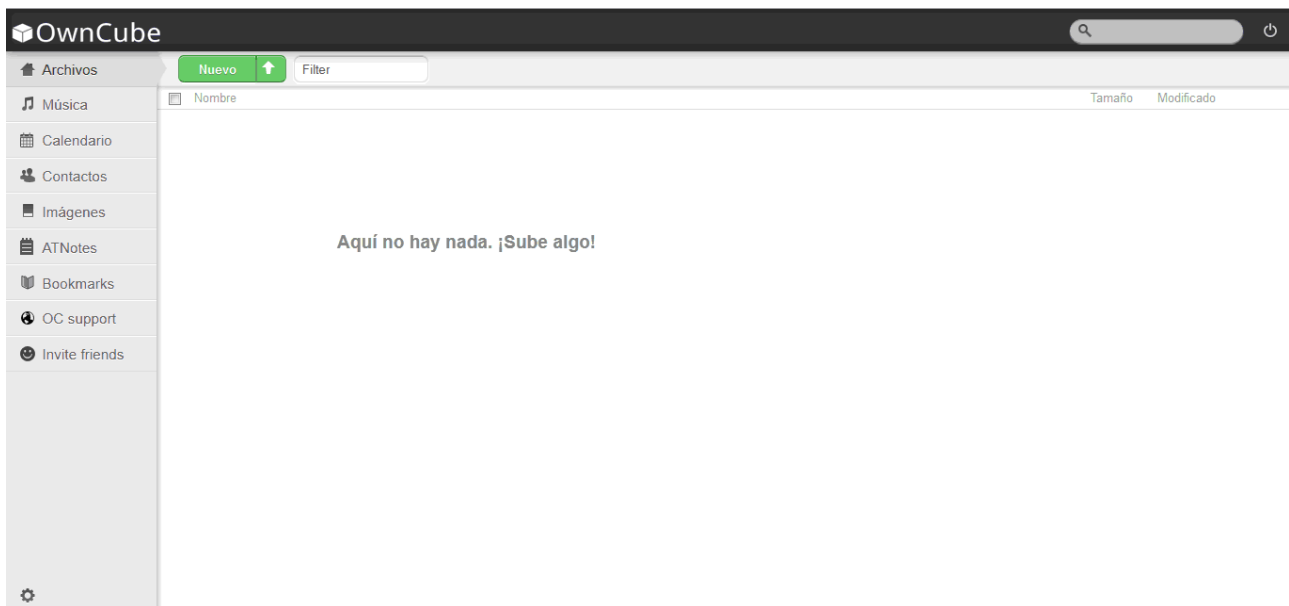 OwnCube
Archivos
Nuevo
Filter
Música
Nombre
Tamaño
Modificado
Calendario
Contactos
Imágenes
ATNotes
Aquí no hay nada. ¡Sube algo!
Bookmarks
OC support
Invite friends